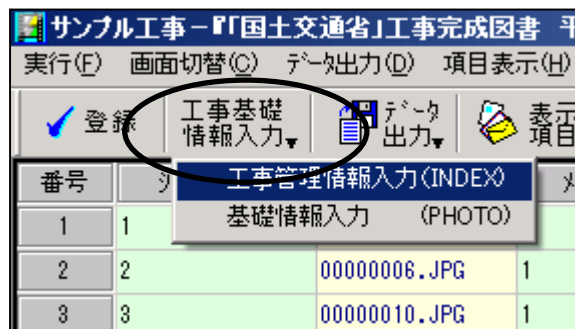 サンプル工事－『「国土交通省」工事完成図書 平
実行(F) 画面切替(C) ﾃﾞｰﾀ出力(D) 項目表示(H)
登録 工事基礎 ﾃﾞｰﾀ 表示
情報入力▼ 出力▼ 項目
番号 工事管理情報入力(INDEX)
1 1 基礎情報入力 (PHOTO)
2 2 00000006.JPG 1
3 3 00000010.JPG 1